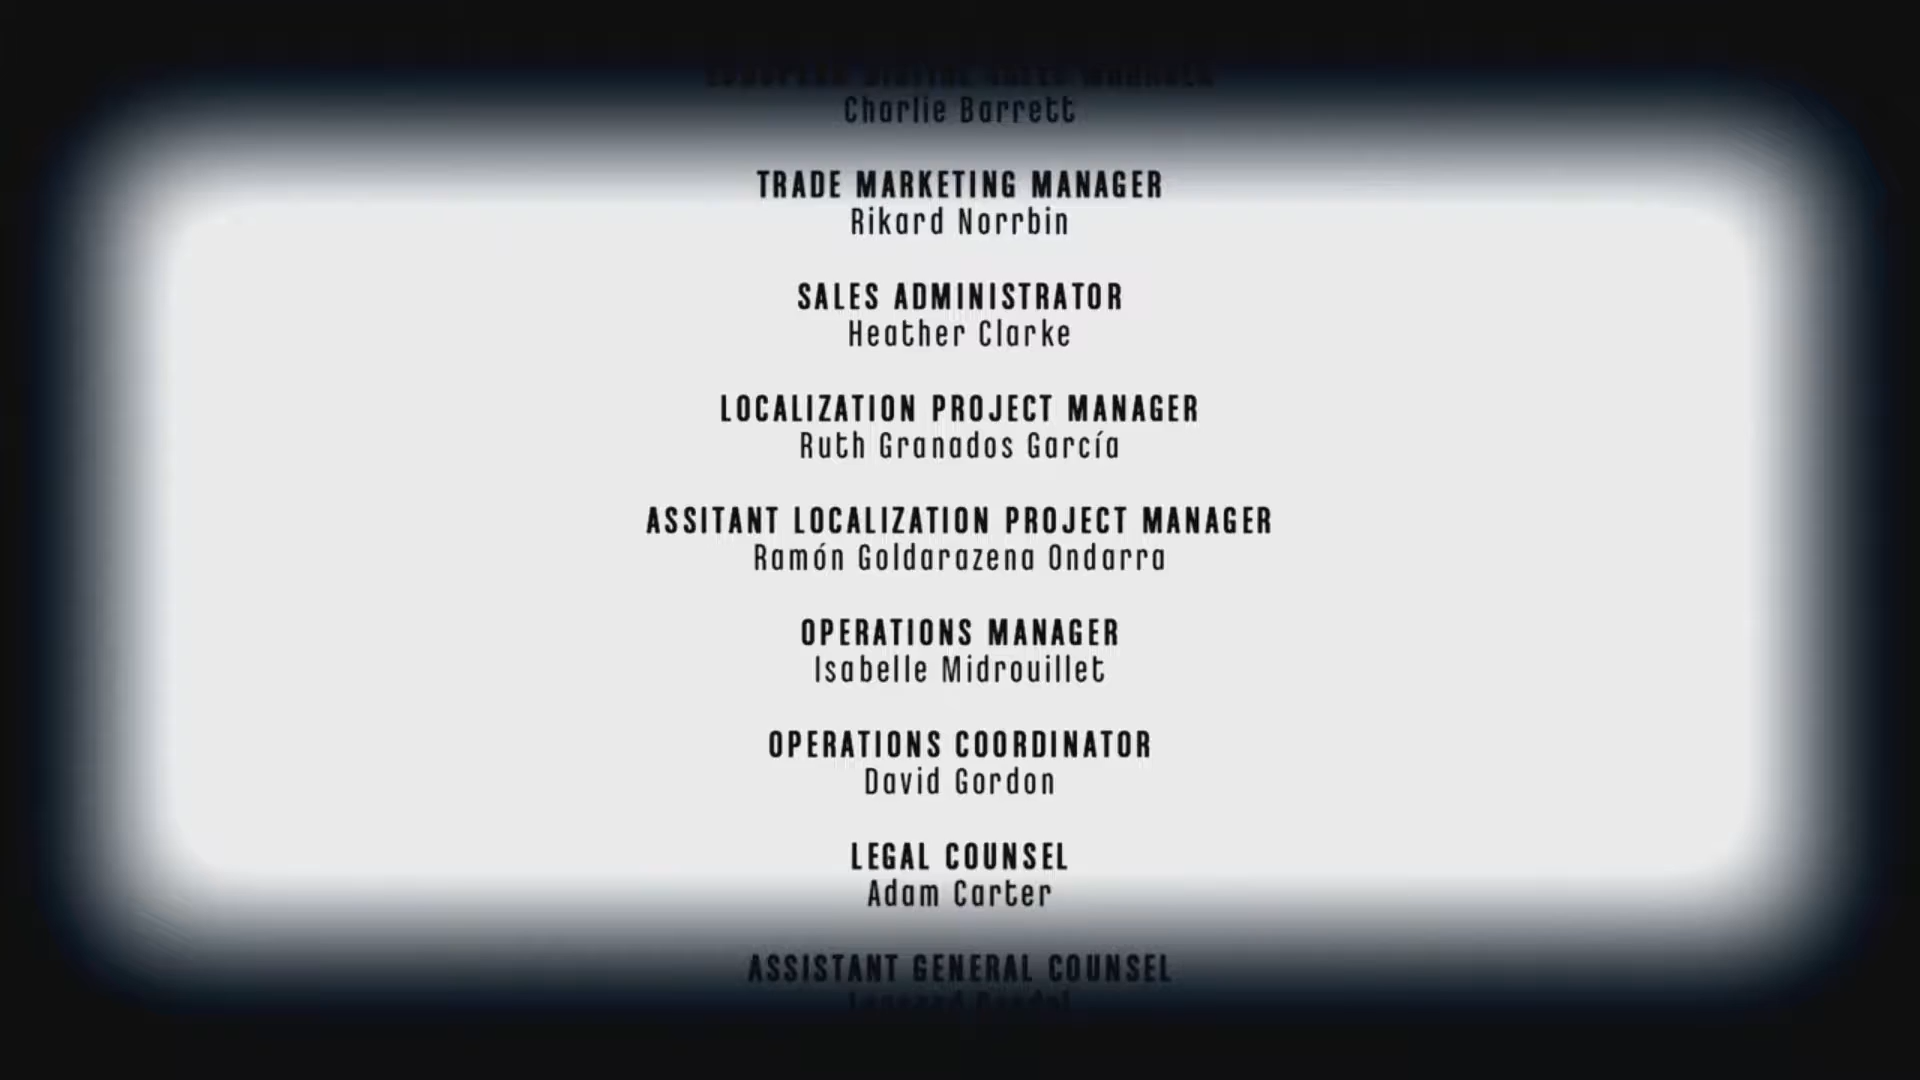 Charlie Barrett
TRADE MARKETING MANAGER
Rikard Norrbin
SALES ADMINISTRATOR
Heather Clarke
LOCALIZATION PROJECT MANAGER
Ruth Granados García
ASSITANT LOCALIZATION PROJECT MANAGER
Ramón Goldarazena Ondarra
OPERATIONS MANAGER
Isabelle Midrouillet
OPERATIONS COORDINATOR
David Gordon
LEGAL COUNSEL
Adam Carter
ASSISTANT GENERAL COUNSEL